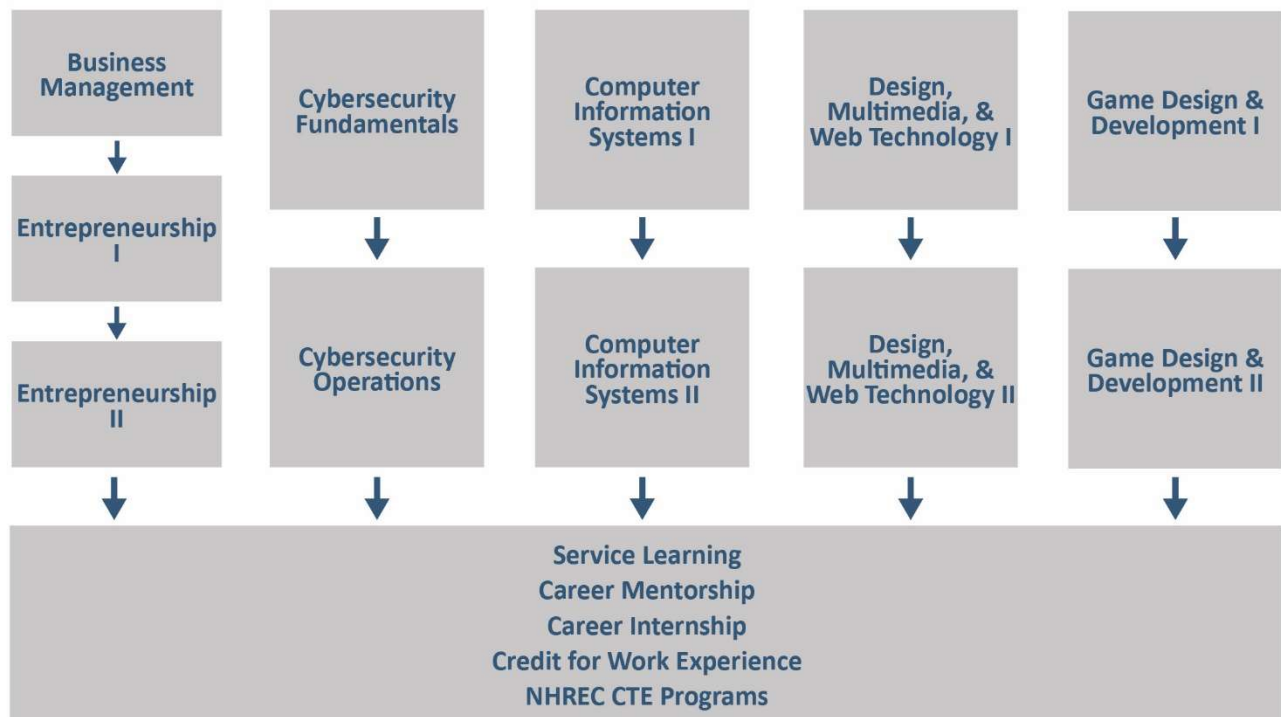 Business
Management
Entrepreneurship
I
Entrepreneurship
II
Cybersecurity
Fundamentals
Cybersecurity
Operations
Computer
Information
Systems I
Computer
Information
Systems II
Design,
Multimedia, &
Web Technology I
Design,
Multimedia, &
Web Technology II
Game Design &
Development I
Game Design &
Development II
Service Learning
Career Mentorship
Career Internship
Credit for Work Experience
NHREC CTE Programs